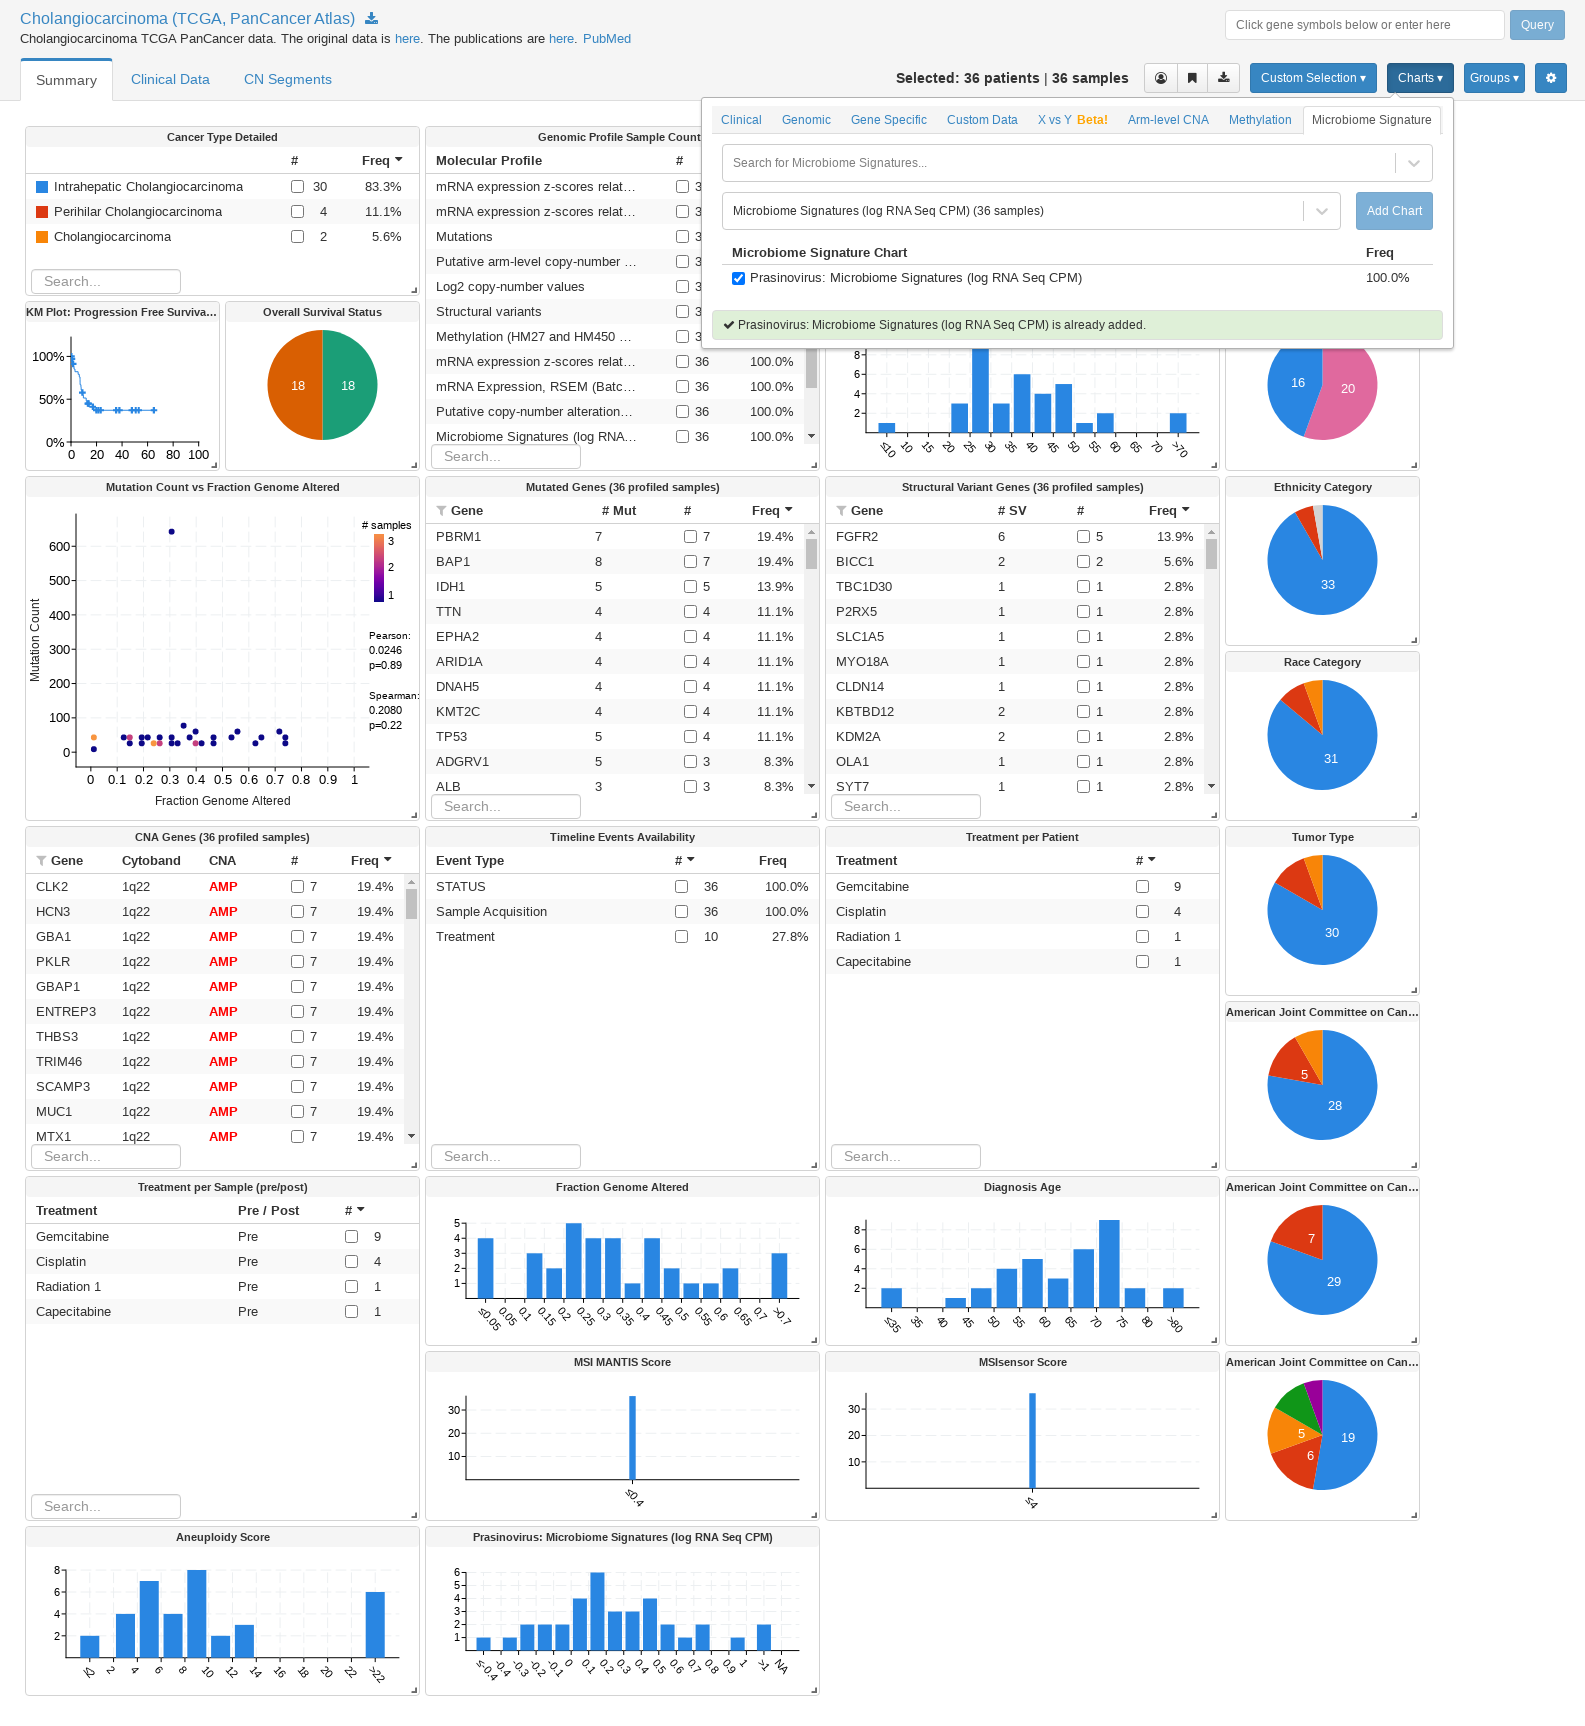 Cholangiocarcinoma (TCGA, PanCancer Atlas)
Cholangiocarcinoma TCGA PanCancer data. The original data is here. The publications are here. PubMed
Click gene symbols below or enter here
Query
Summary
Clinical Data
CN Segments
Selected: 36 patients | 36 samples
Custom Selection ▾
Charts ▾
Groups ▾
Clinical
Genomic
Gene Specific
Custom Data
X vs Y Beta!
Arm-level CNA
Methylation
Microbiome Signature
Search for Microbiome Signatures...
Microbiome Signatures (log RNA Seq CPM) (36 samples)
Add Chart
Microbiome Signature Chart Freq
Prasinovirus: Microbiome Signatures (log RNA Seq CPM) 100.0%
Prasinovirus: Microbiome Signatures (log RNA Seq CPM) is already added.
Cancer Type Detailed
# Freq
Intrahepatic Cholangiocarcinoma 30 83.3%
Perihilar Cholangiocarcinoma 4 11.1%
Cholangiocarcinoma 2 5.6%
Search...
Genomic Profile Sample Count
Molecular Profile #
mRNA expression z-scores relat… 3
mRNA expression z-scores relat… 3
Mutations 3
Putative arm-level copy-number … 3
Log2 copy-number values 3
Structural variants 3
Methylation (HM27 and HM450 … 3
mRNA expression z-scores relat… 36 100.0%
mRNA Expression, RSEM (Batc… 36 100.0%
Putative copy-number alteration… 36 100.0%
Microbiome Signatures (log RNA… 36 100.0%
Search...
KM Plot: Progression Free Surviva…
100%
50%
0%
0 20 40 60 80 100
Overall Survival Status
18 18
8
6
4
2
≤10 10 15 20 25 30 35 40 45 50 55 60 65 70 >70
16 20
Mutation Count vs Fraction Genome Altered
Mutation Count
600
500
400
300
200
100
0
0 0.1 0.2 0.3 0.4 0.5 0.6 0.7 0.8 0.9 1
Fraction Genome Altered
# samples
3
2
1
Pearson:
0.0246
p=0.89
Spearman:
0.2080
p=0.22
Mutated Genes (36 profiled samples)
Gene # Mut # Freq
PBRM1 7 7 19.4%
BAP1 8 7 19.4%
IDH1 5 5 13.9%
TTN 4 4 11.1%
EPHA2 4 4 11.1%
ARID1A 4 4 11.1%
DNAH5 4 4 11.1%
KMT2C 4 4 11.1%
TP53 5 4 11.1%
ADGRV1 5 3 8.3%
ALB 3 3 8.3%
Search...
Structural Variant Genes (36 profiled samples)
Gene # SV # Freq
FGFR2 6 5 13.9%
BICC1 2 2 5.6%
TBC1D30 1 1 2.8%
P2RX5 1 1 2.8%
SLC1A5 1 1 2.8%
MYO18A 1 1 2.8%
CLDN14 1 1 2.8%
KBTBD12 2 1 2.8%
KDM2A 2 1 2.8%
OLA1 1 1 2.8%
SYT7 1 1 2.8%
Search...
Ethnicity Category
33
Race Category
31
CNA Genes (36 profiled samples)
Gene Cytoband CNA # Freq
CLK2 1q22 AMP 7 19.4%
HCN3 1q22 AMP 7 19.4%
GBA1 1q22 AMP 7 19.4%
PKLR 1q22 AMP 7 19.4%
GBAP1 1q22 AMP 7 19.4%
ENTREP3 1q22 AMP 7 19.4%
THBS3 1q22 AMP 7 19.4%
TRIM46 1q22 AMP 7 19.4%
SCAMP3 1q22 AMP 7 19.4%
MUC1 1q22 AMP 7 19.4%
MTX1 1q22 AMP 7 19.4%
Search...
Timeline Events Availability
Event Type # Freq
STATUS 36 100.0%
Sample Acquisition 36 100.0%
Treatment 10 27.8%
Search...
Treatment per Patient
Treatment #
Gemcitabine 9
Cisplatin 4
Radiation 1 1
Capecitabine 1
Search...
Tumor Type
30
American Joint Committee on Can…
5
28
Treatment per Sample (pre/post)
Treatment Pre / Post #
Gemcitabine Pre 9
Cisplatin Pre 4
Radiation 1 Pre 1
Capecitabine Pre 1
Search...
Fraction Genome Altered
5
4
3
2
1
≤0.05 0.05 0.1 0.15 0.2 0.25 0.3 0.35 0.4 0.45 0.5 0.55 0.6 0.65 0.7 >0.7
Diagnosis Age
8
6
4
2
≤35 35 40 45 50 55 60 65 70 75 80 >80
American Joint Committee on Can…
7
29
MSI MANTIS Score
30
20
10
≤0.4
MSIsensor Score
30
20
10
≤4
American Joint Committee on Can…
19
5
6
Aneuploidy Score
8
6
4
2
≤2 2 4 6 8 10 12 14 16 18 20 22 >22
Prasinovirus: Microbiome Signatures (log RNA Seq CPM)
6
5
4
3
2
1
≤-0.4 -0.4 -0.3 -0.2 -0.1 0 0.1 0.2 0.3 0.4 0.5 0.6 0.7 0.8 0.9 1 >1 NA